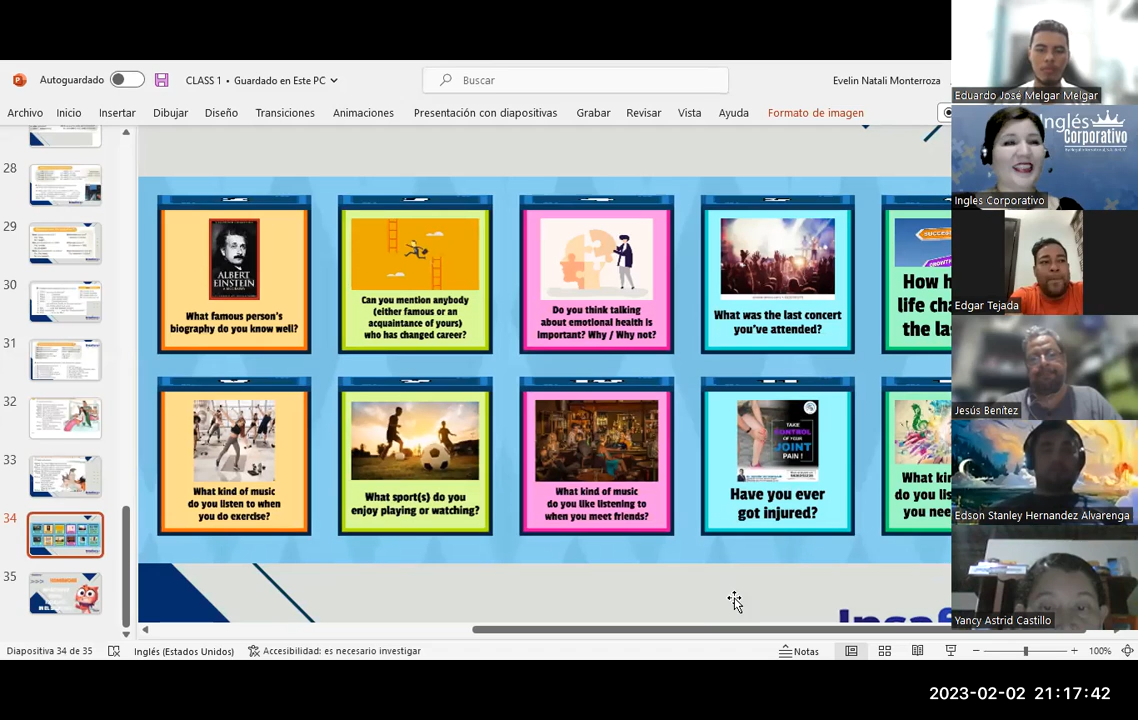 Autoguardado
CLASS 1 • Guardado en Este PC
Buscar
Evelin Natali Monterroza
Archivo Inicio Insertar Dibujar Diseño Transiciones Animaciones Presentación con diapositivas Grabar Revisar Vista Ayuda Formato de imagen
28
29
30
31
32
33
34
35
ALBERT
EINSTEIN
What famous person's
biography do you know well?
Can you mention anybody
(either famous or an
acquaintance of yours)
who has changed career?
Do you think talking
about emotional health is
important? Why / Why not?
What was the last concert
you've attended?
SUCCESS
GROWTH
How h
life cha
the las
What kind of music
do you listen to when
you do exercise?
What sport(s) do you
enjoy playing or watching?
What kind of music
do you like listening to
when you meet friends?
TAKE
CONTROL
OF YOUR
JOINT
PAIN !
Have you ever
got injured?
What kin
do you lis
you nee
Insaf
Eduardo José Melgar Melgar
Inglés
Corporativo
Ingles Corporativo
Edgar Tejada
Jesús Benítez
Edson Stanley Hernandez Alvarenga
Yancy Astrid Castillo
Diapositiva 34 de 35
Inglés (Estados Unidos)
Accesibilidad: es necesario investigar
Notas
100%
2023-02-02 21:17:42